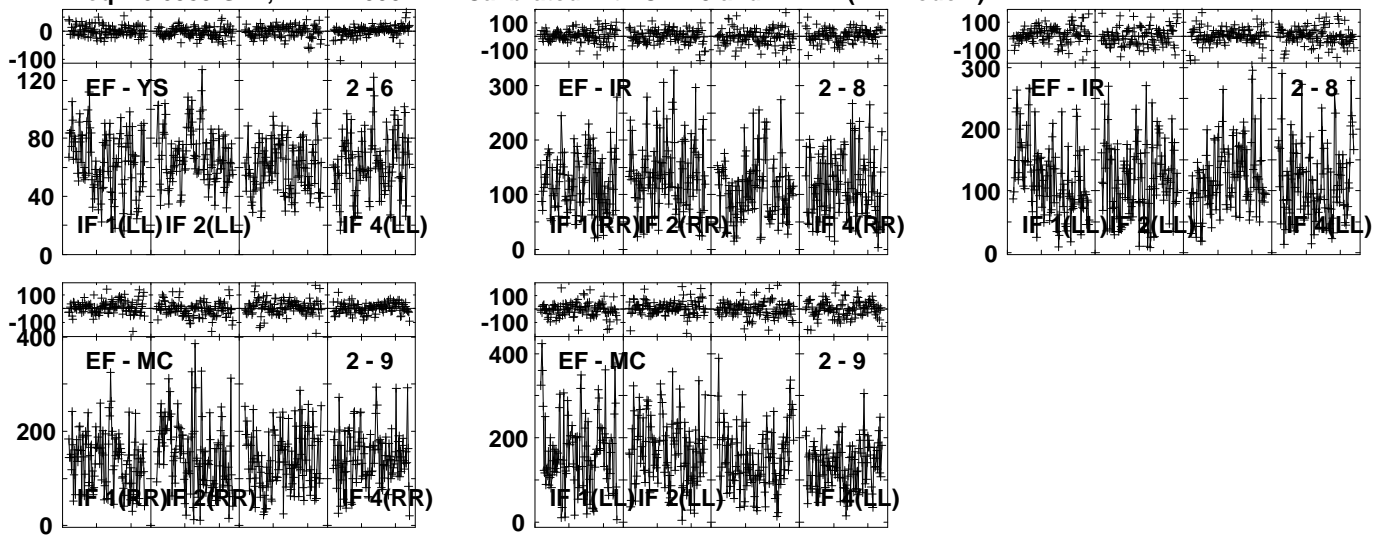 100
0
-100
120
80
40
0
EF - YS
2 - 6
IF 1(LL)
IF 2(LL)
IF 4(LL)
100
-100
300
200
100
0
EF - IR
2 - 8
IF 1(RR)
IF 2(RR)
IF 4(RR)
100
-100
300
200
100
0
EF - IR
2 - 8
IF 1(LL)
IF 2(LL)
IF 4(LL)
100
-100
400
200
0
EF - MC
2 - 9
IF 1(RR)
IF 2(RR)
IF 4(RR)
100
-100
400
200
0
EF - MC
2 - 9
IF 1(LL)
IF 2(LL)
IF 4(LL)